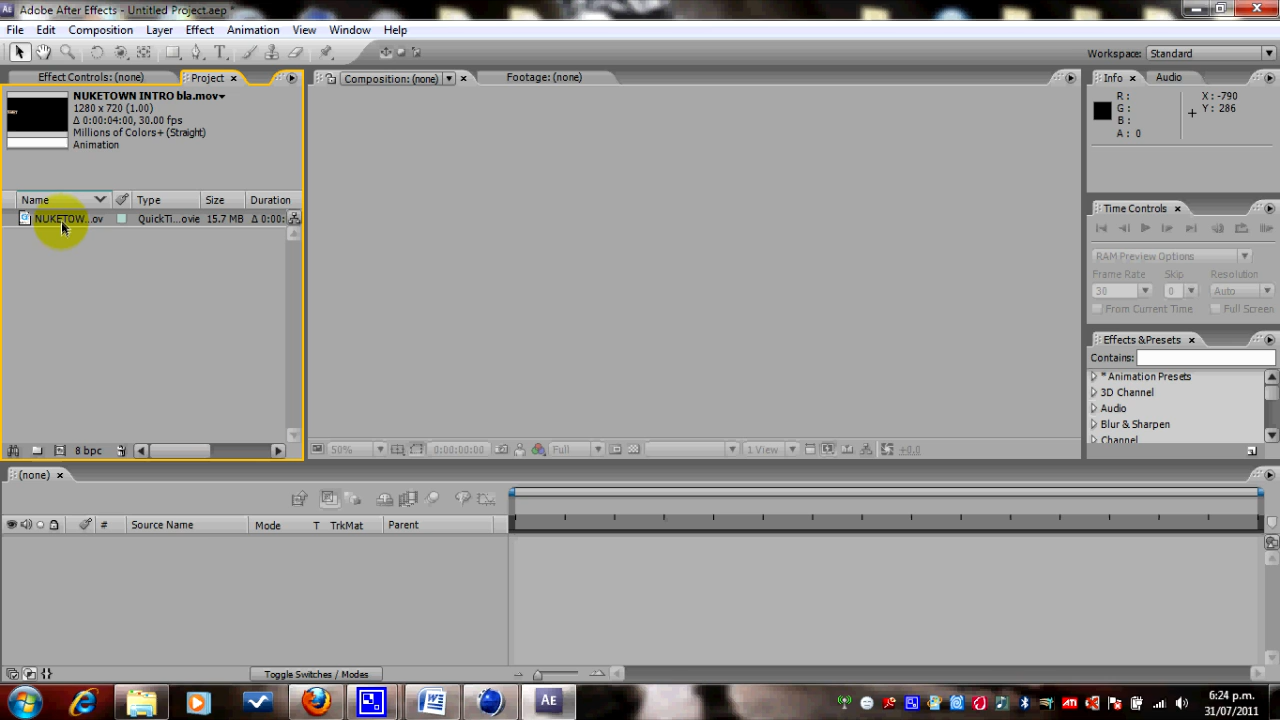 Adobe After Effects - Untitled Project.aep *
File Edit Composition Layer Effect Animation View Window Help
Workspace: Standard
Effect Controls: (none) Project Composition: (none) Footage: (none) Info Audio
NUKETOWN INTRO bla.mov
1280 x 720 (1.00)
Δ 0:00:04:00, 30.00 fps
Millions of Colors+ (Straight)
Animation
R :
G :
B :
A : 0
X : -790
Y : 286
Name Type Size Duration
NUKETOW...ov QuickTi...ovie 15.7 MB Δ 0:00:
Time Controls
RAM Preview Options
Frame Rate Skip Resolution
30 0 Auto
From Current Time Full Screen
Effects & Presets
Contains:
* Animation Presets
3D Channel
Audio
Blur & Sharpen
Channel
8 bpc
50% 0:00:00:00 Full 1 View +0.0
(none)
# Source Name Mode T TrkMat Parent
Toggle Switches / Modes
AE
6:24 p.m.
31/07/2011